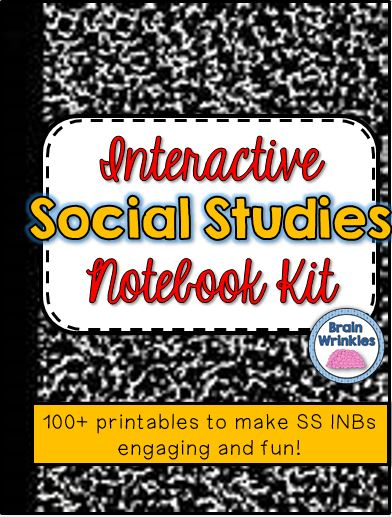 Interactive
Social Studies
Notebook Kit
Brain
Wrinkles
100+ printables to make SS INBs
engaging and fun!